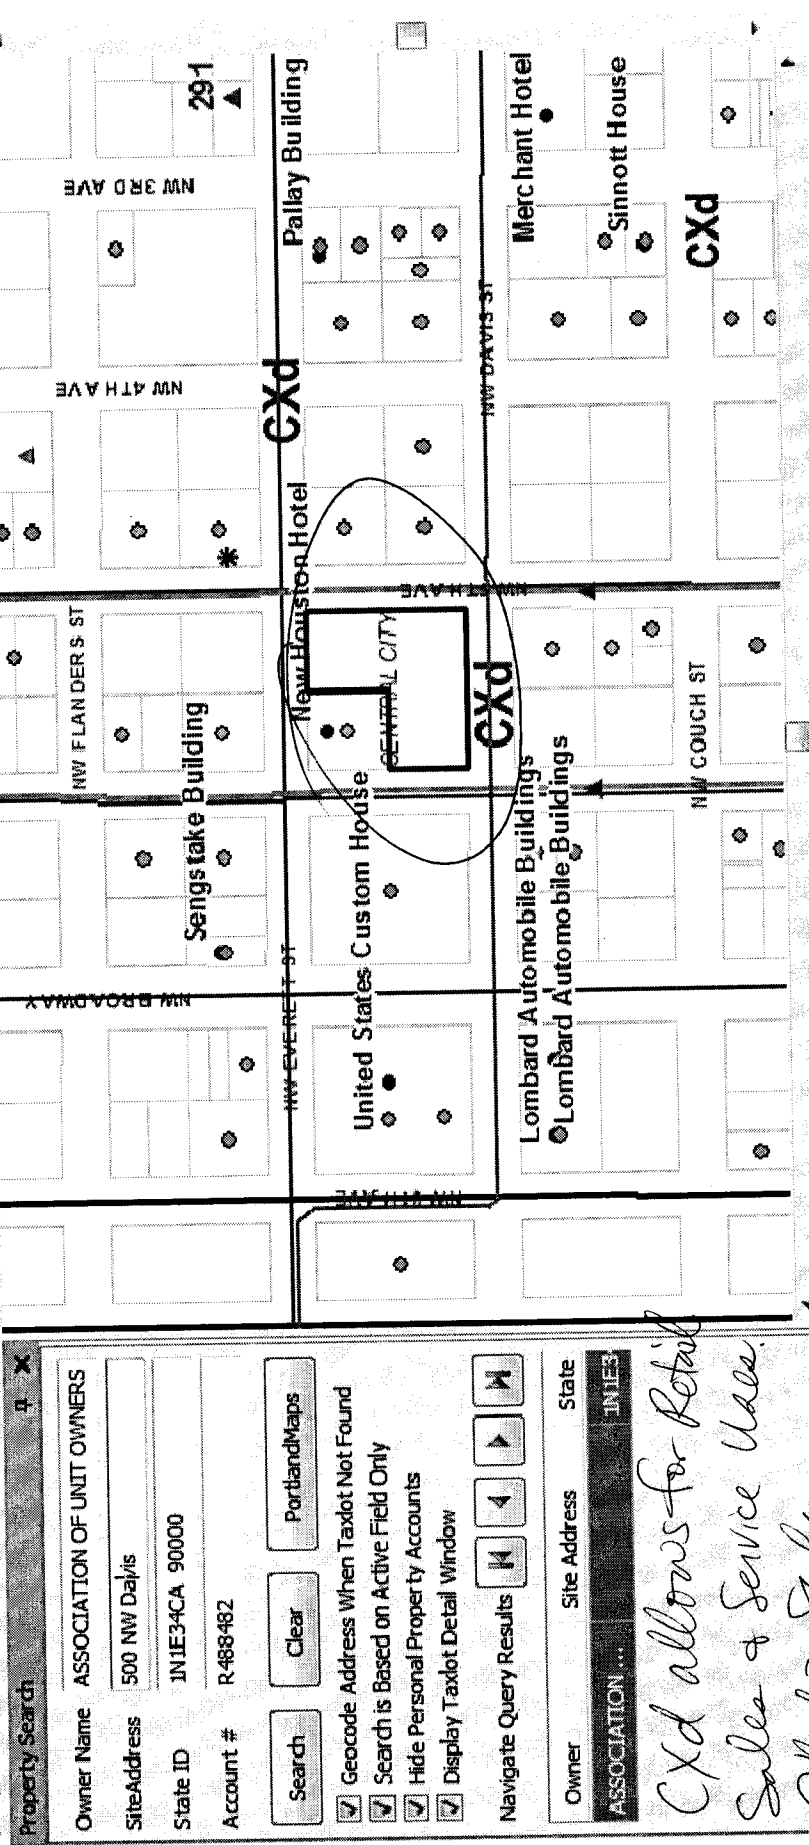 Property Search
Owner Name ASSOCIATION OF UNIT OWNERS
SiteAddress 500 NW Davis
State ID 1N1E34CA 90000
Account # R488482
Search Clear PortlandMaps
Geocode Address When Taxlot Not Found
Search is Based on Active Field Only
Hide Personal Property Accounts
Display Taxlot Detail Window
Navigate Query Results
Owner Site Address State
ASSOCIATION ... 1N1E3
CXd allows for Retail
Sales & Service Uses.
291
NW 3RD AVE
Pallay Building
Merchant Hotel
Sinnott House
CXd
NW 4TH AVE
CXd
NW DAVIS ST
New Houston Hotel
NW 5TH AVE
NW FLANDERS ST
CENTRAL CITY
CXd
NW COUCH ST
Sengstake Building
United States Custom House
Lombard Automobile Buildings
Lombard Automobile Buildings
NW BROADWAY
NW EVERETT ST